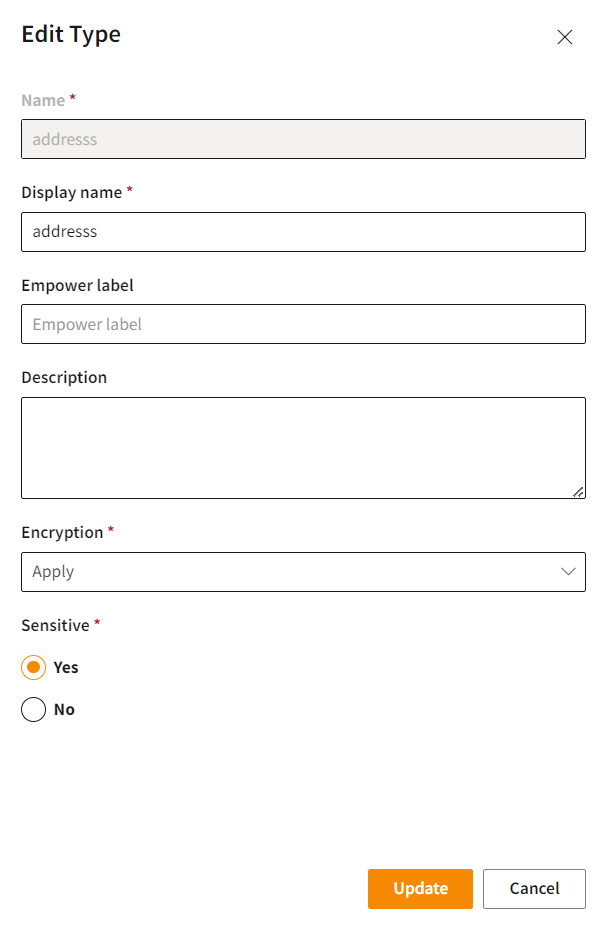 Edit Type
Name *
addresss
Display name *
addresss
Empower label
Empower label
Description
Encryption *
Apply
Sensitive *
Yes
No
Update Cancel